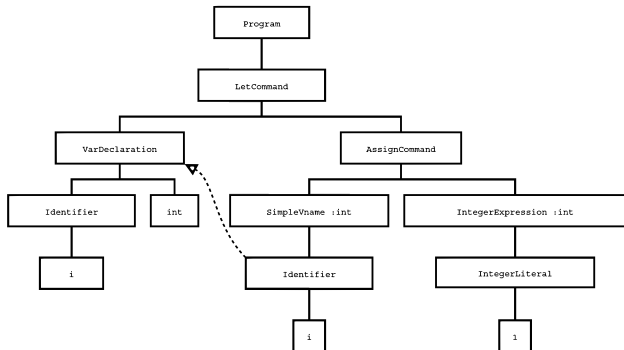 Program
LetCommand
VarDeclaration
AssignCommand
Identifier
int
SimpleVname :int
IntegerExpression :int
i
Identifier
IntegerLiteral
i
1